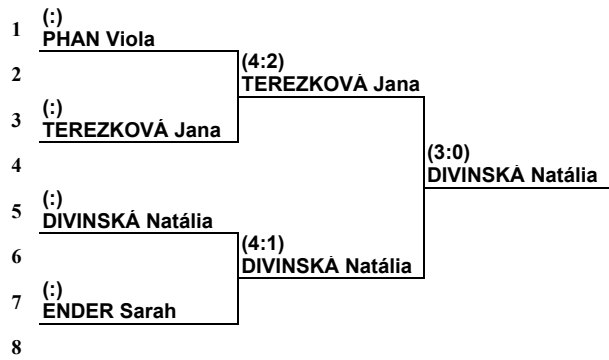 1
(:)
PHAN Viola
2
(4:2)
TEREZKOVÁ Jana
3
(:)
TEREZKOVÁ Jana
4
(3:0)
DIVINSKÁ Natália
5
(:)
DIVINSKÁ Natália
6
(4:1)
DIVINSKÁ Natália
7
(:)
ENDER Sarah
8